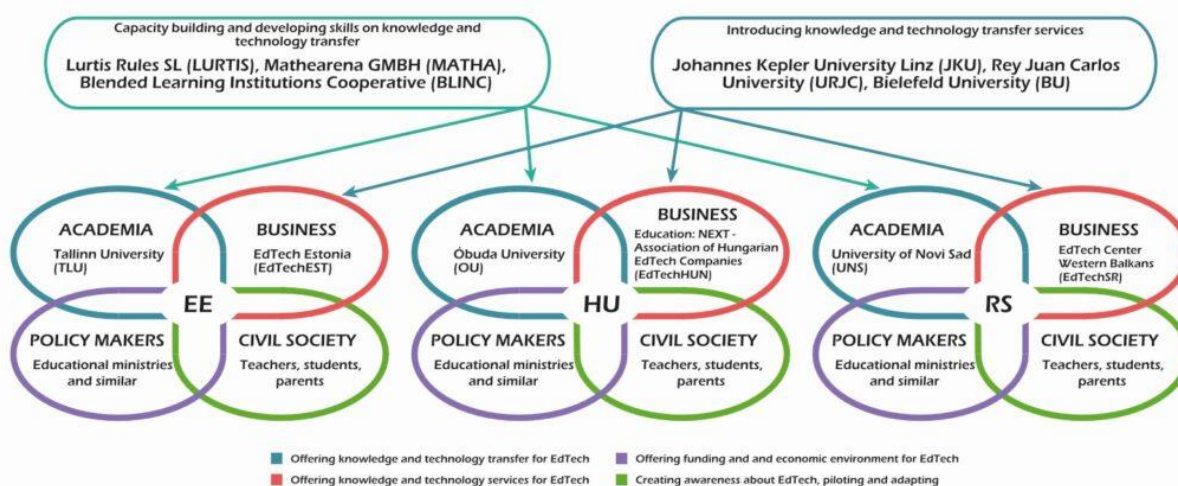 Capacity building and developing skills on knowledge and
technology transfer
Lurtis Rules SL (LURTIS), Mathearena GMBH (MATHA),
Blended Learning Institutions Cooperative (BLINC)
Introducing knowledge and technology transfer services
Johannes Kepler University Linz (JKU), Rey Juan Carlos
University (URJC), Bielefeld University (BU)
ACADEMIA
Tallinn University
(TLU)
BUSINESS
EdTech Estonia
(EdTechEST)
EE
POLICY MAKERS
Educational ministries
and similar
CIVIL SOCIETY
Teachers, students,
parents
ACADEMIA
Óbuda University
(OU)
BUSINESS
Education: NEXT -
Association of Hungarian
EdTech Companies
(EdTechHUN)
HU
POLICY MAKERS
Educational ministries
and similar
CIVIL SOCIETY
Teachers, students,
parents
ACADEMIA
University of Novi Sad
(UNS)
BUSINESS
EdTech Center
Western Balkans
(EdTechSR)
RS
POLICY MAKERS
Educational ministries
and similar
CIVIL SOCIETY
Teachers, students,
parents
Offering knowledge and technology transfer for EdTech
Offering knowledge and technology services for EdTech
Offering funding and and economic environment for EdTech
Creating awareness about EdTech, piloting and adapting